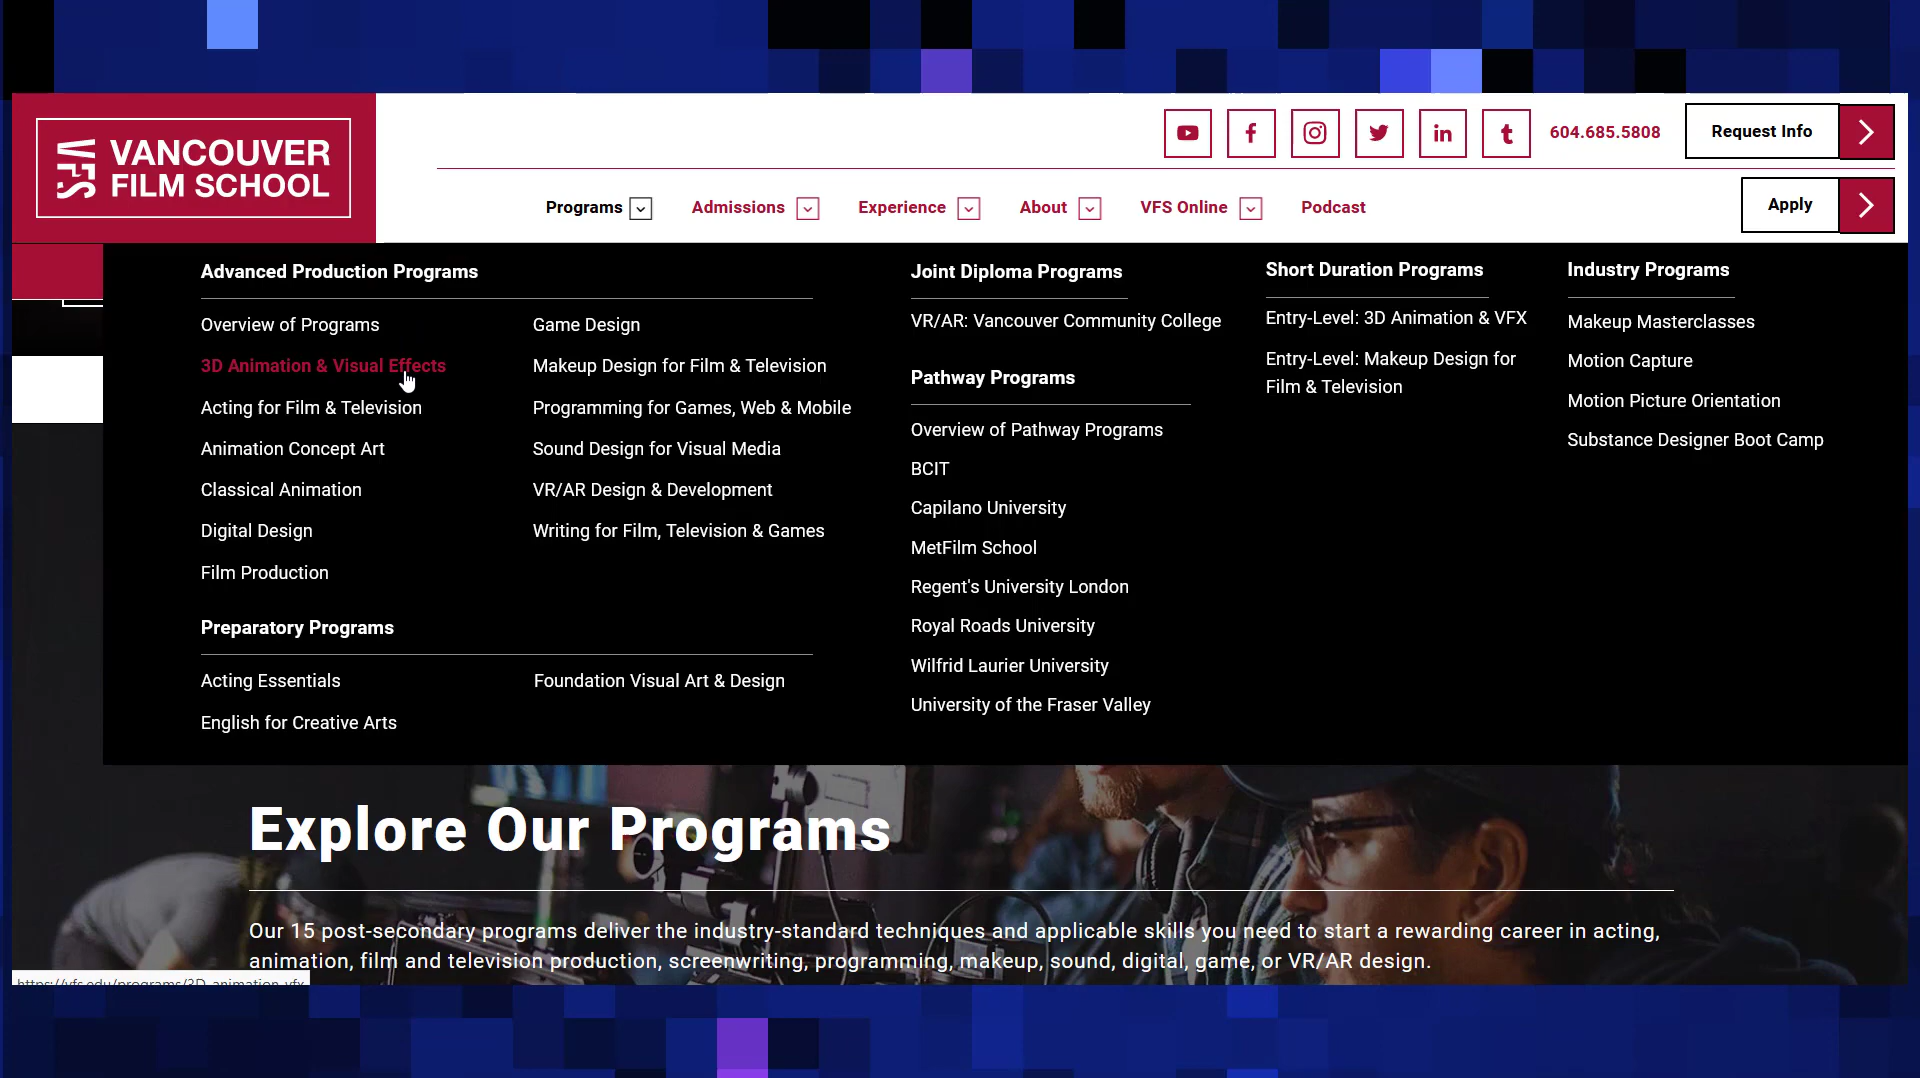 VFS
VANCOUVER
FILM SCHOOL
604.685.5808
Request Info
Programs
Admissions
Experience
About
VFS Online
Podcast
Apply
Advanced Production Programs
Overview of Programs
3D Animation & Visual Effects
Acting for Film & Television
Animation Concept Art
Classical Animation
Digital Design
Film Production
Game Design
Makeup Design for Film & Television
Programming for Games, Web & Mobile
Sound Design for Visual Media
VR/AR Design & Development
Writing for Film, Television & Games
Preparatory Programs
Acting Essentials
English for Creative Arts
Foundation Visual Art & Design
Joint Diploma Programs
VR/AR: Vancouver Community College
Pathway Programs
Overview of Pathway Programs
BCIT
Capilano University
MetFilm School
Regent's University London
Royal Roads University
Wilfrid Laurier University
University of the Fraser Valley
Short Duration Programs
Entry-Level: 3D Animation & VFX
Entry-Level: Makeup Design for
Film & Television
Industry Programs
Makeup Masterclasses
Motion Capture
Motion Picture Orientation
Substance Designer Boot Camp
Explore Our Programs
Our 15 post-secondary programs deliver the industry-standard techniques and applicable skills you need to start a rewarding career in acting,
animation, film and television production, screenwriting, programming, makeup, sound, digital, game, or VR/AR design.
https://vfs.edu/programs/3D-animation-vfx